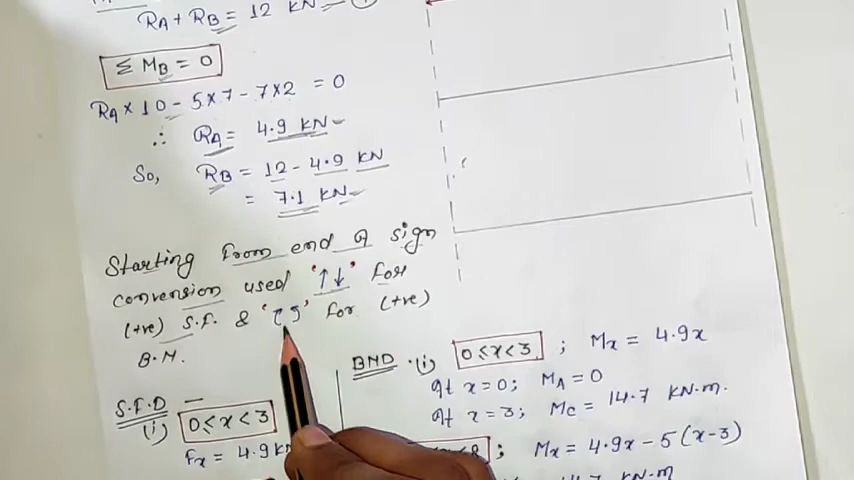 RA + RB = 12 KN
Σ MB = 0
RA × 10 - 5×7 - 7×2 = 0
∴ RA = 4.9 KN
So, RB = 12 - 4.9 KN
= 7.1 KN
Starting from end A sign
convension used '↑↓' for
(+ve) S.F. & '↻↺' for (+ve)
B.M.
S.F.D
(i) 0<x<3
Fx = 4.9 KN
BMD (i) 0<x<3 ; Mx = 4.9x
At x=0; MA = 0
At x=3; MC = 14.7 KN·m.
; Mx = 4.9x - 5(x-3)
KN·m